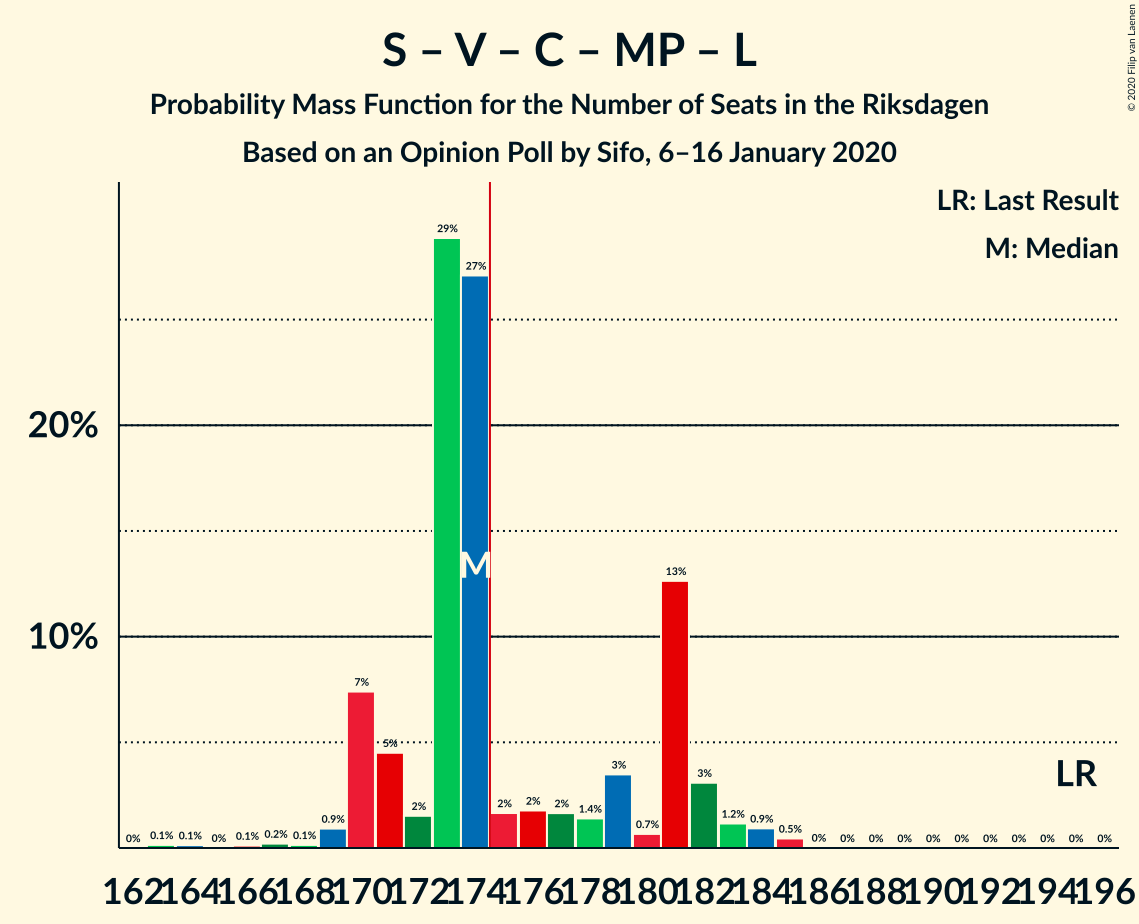 S – V – C – MP – L
Probability Mass Function for the Number of Seats in the Riksdagen
Based on an Opinion Poll by Sifo, 6–16 January 2020
© 2020 Filip van Laenen
LR: Last Result
M: Median
20%
10%
0% 0.1% 0.1% 0% 0.1% 0.2% 0.1% 0.9% 7% 5% 2% 29% 27% 2% 2% 2% 1.4% 3% 0.7% 13% 3% 1.2% 0.9% 0.5% 0% 0% 0% 0% 0% 0% 0% 0% 0% 0% 0%
M
LR
162 164 166 168 170 172 174 176 178 180 182 184 186 188 190 192 194 196